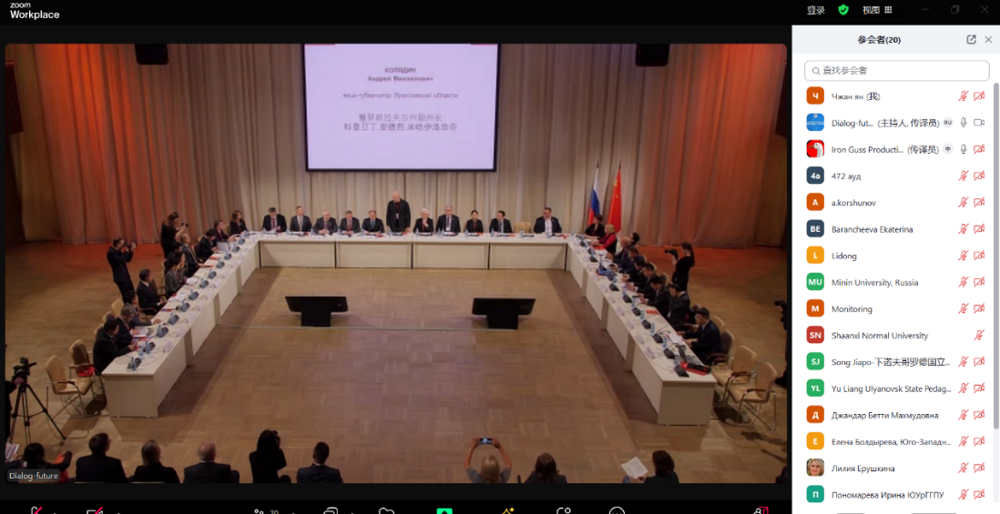 zoom
Workplace
登录
视图
参会者(20)
查找参会者
КОЛЯДИН
Андрей Михайлович
вице-губернатор Ярославской области
雅罗斯拉夫尔州副州长
科里亚丁,安德烈,米哈伊洛维奇
Ч Чжан ян (我)
Dialog-fut... (主持人, 传译员) RU
Iron Guss Producti... (传译员) 中
4a 472 ауд
A a.korshunov
BE Barancheeva Ekaterina
L Lidong
MU Minin University, Russia
M Monitoring
SN Shaanxi Normal University
SJ Song Jiapo-下诺夫哥罗德国立...
YL Yu Liang Ulyanovsk State Pedag...
Д Джандар Бетти Махмудовна
Е Елена Болдырева, Юго-Западн...
Лилия Ерушкина
П Пономарева Ирина ЮУрГГПУ
Dialog-future
20